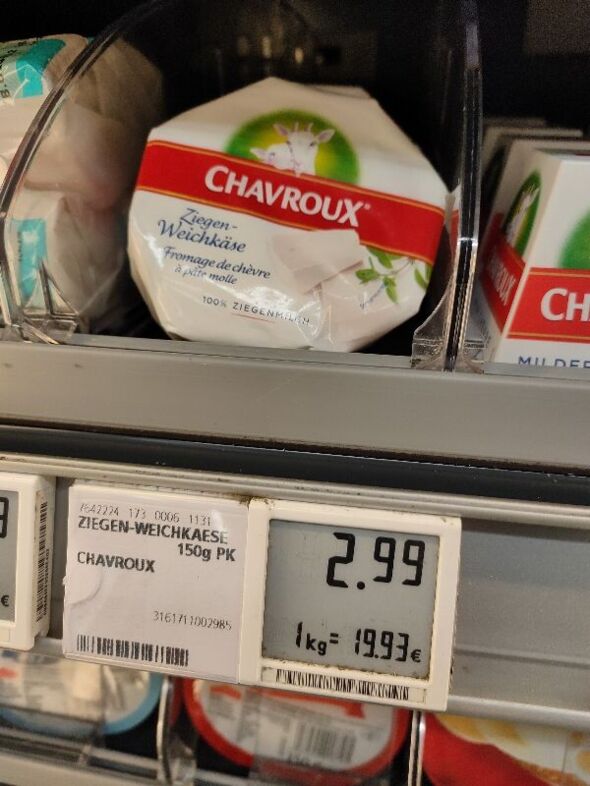 CHAVROUX®
Ziegen-
Weichkäse
Fromage de chèvre
à pâte molle
100% ZIEGENMILCH
CH
MILDER
7642224 173 0006 1131
ZIEGEN-WEICHKAESE
150g PK
CHAVROUX
3161711002985
2.99
1kg= 19.93€
€